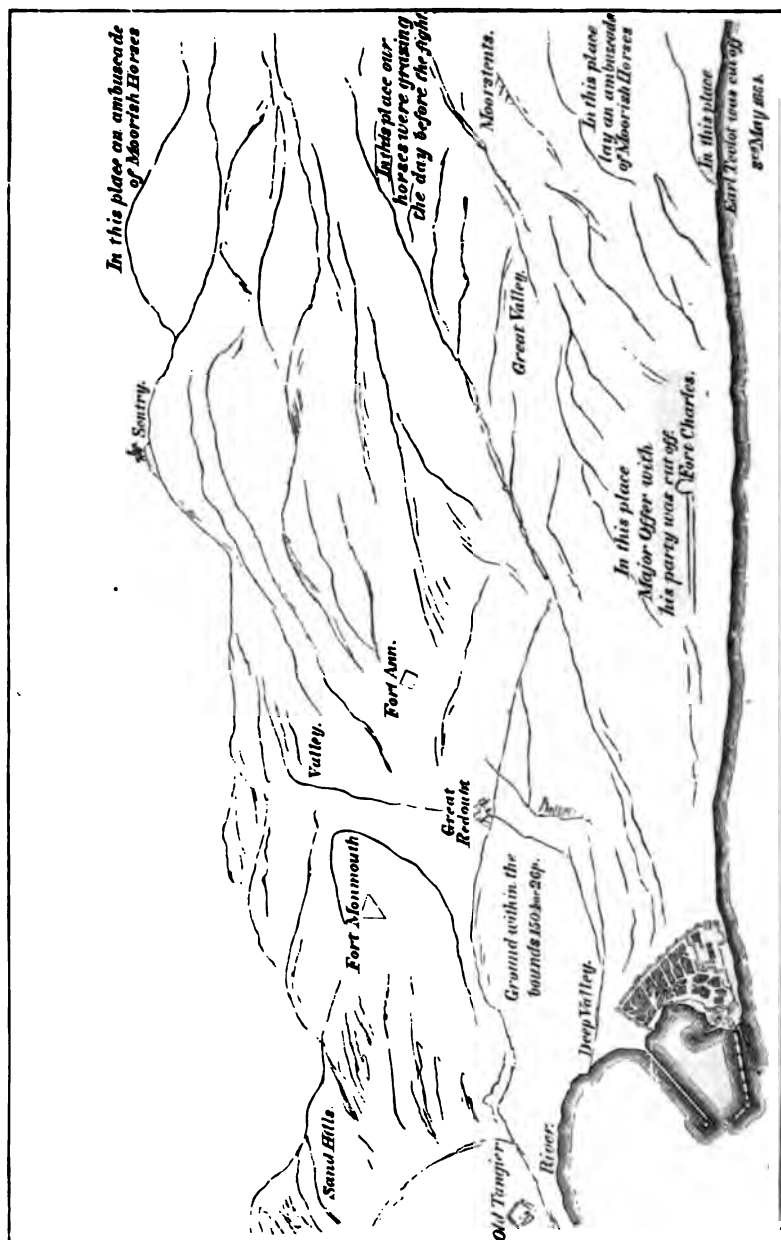 In this place an ambuscade
of Moorish Horses
Sentry.
Sand Hills.
Valley.
Fort Monmouth
Fort Ann.
In this place our
horses were grazing
the day before the fight
Great
Redoubt
Old Tangier
Moorstents.
Ground within the
bounds 150 26p.
Great Valley.
River.
Deep Valley.
In this place
lay an ambuscade
of Moorish Horses
In this place
Major Offer with
his party was cut off.
Fort Charles.
In this place
Earl Teviot was cut off
3rd May 1664.